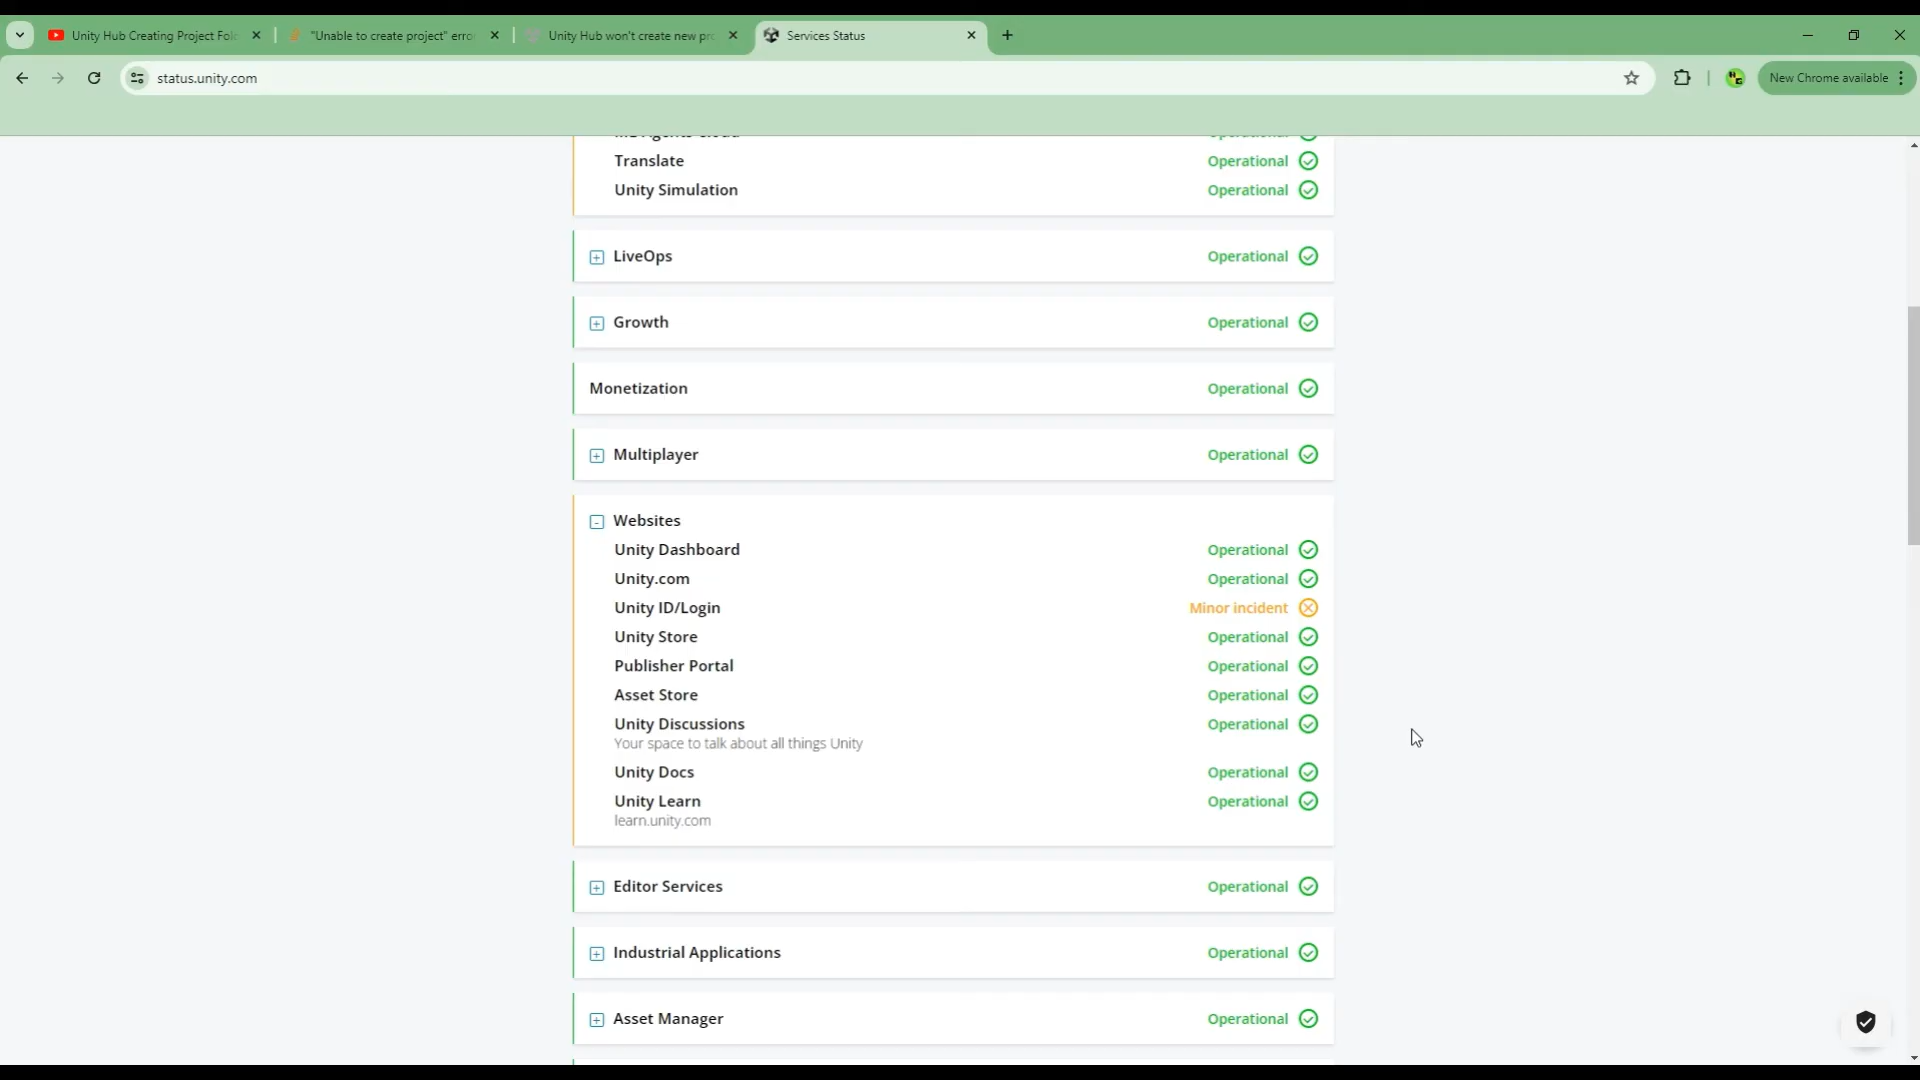 Unity Hub Creating Project Fol
"Unable to create project" erro
Unity Hub won't create new pr
Services Status
status.unity.com
New Chrome available
Operational
Translate Operational
Unity Simulation Operational
LiveOps Operational
Growth Operational
Monetization Operational
Multiplayer Operational
Websites
Unity Dashboard Operational
Unity.com Operational
Unity ID/Login Minor incident
Unity Store Operational
Publisher Portal Operational
Asset Store Operational
Unity Discussions Operational
Your space to talk about all things Unity
Unity Docs Operational
Unity Learn Operational
learn.unity.com
Editor Services Operational
Industrial Applications Operational
Asset Manager Operational